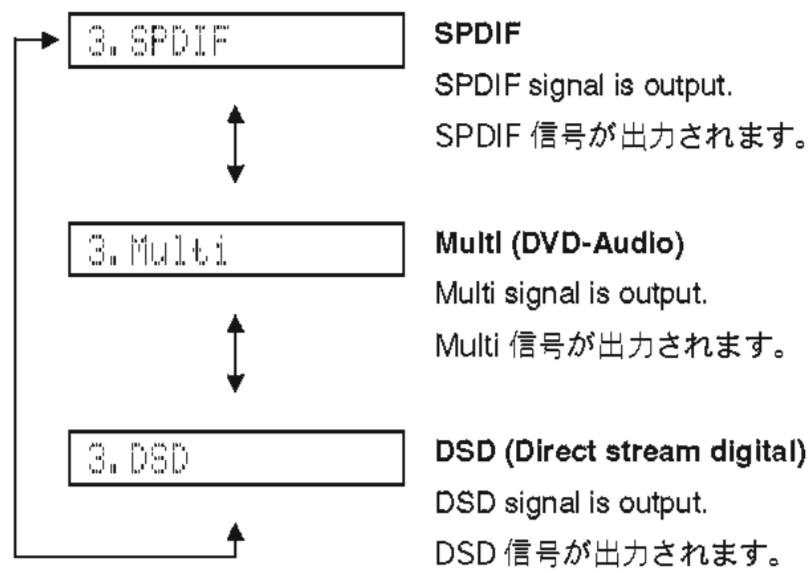 3. SPDIF
SPDIF
SPDIF signal is output.
SPDIF 信号が出力されます。
3. Multi
Multi (DVD-Audio)
Multi signal is output.
Multi 信号が出力されます。
3. DSD
DSD (Direct stream digital)
DSD signal is output.
DSD 信号が出力されます。